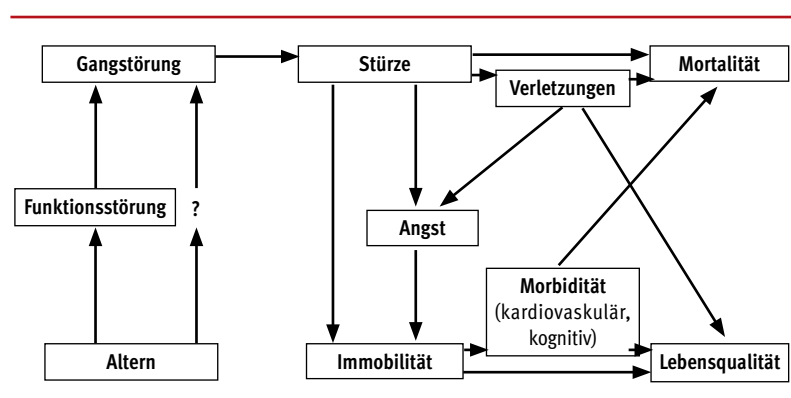 Gangstörung
Stürze
Mortalität
Verletzungen
Funktionsstörung
?
Angst
Morbidität
(kardiovaskulär,
kognitiv)
Altern
Immobilität
Lebensqualität